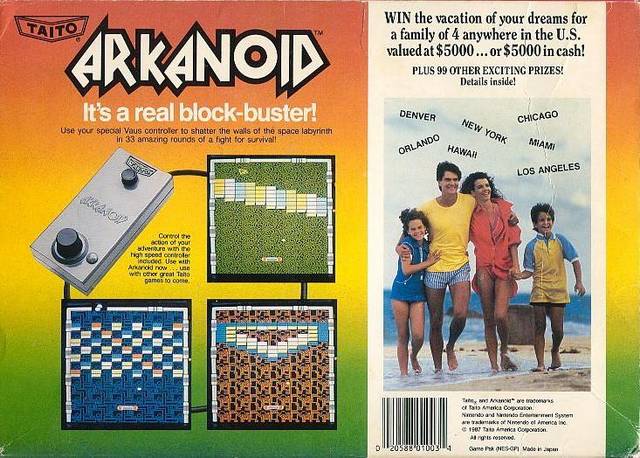 TAITO
ARKANOID™
It's a real block-buster!
Use your special Vaus controller to shatter the walls of the space labyrinth
in 33 amazing rounds of a fight for survival!
ARKANOID
Control the
action of your
adventure with the
high speed controller
included. Use with
Arkanoid now . . . use
with other great Taito
games to come.
WIN the vacation of your dreams for
a family of 4 anywhere in the U.S.
valued at $5000 . . . or $5000 in cash!
PLUS 99 OTHER EXCITING PRIZES!
Details inside!
DENVER
NEW YORK
CHICAGO
ORLANDO
HAWAII
MIAMI
LOS ANGELES
Taito® and Arkanoid™ are trademarks
of Taito America Corporation.
Nintendo and Nintendo Entertainment System
are trademarks of Nintendo of America Inc.
© 1987 Taito America Corporation.
All rights reserved.
Game Pak (NES-GP) Made in Japan
0 20588 01003 4